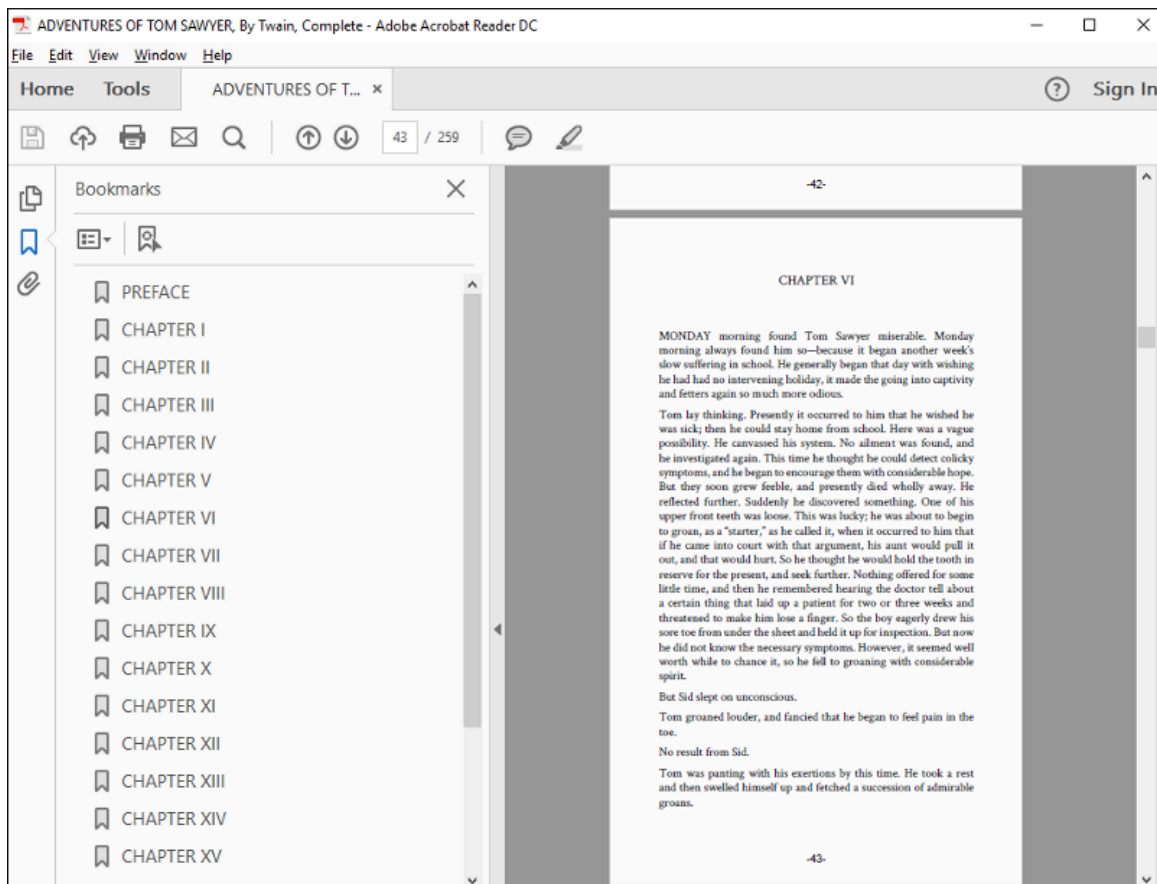 ADVENTURES OF TOM SAWYER, By Twain, Complete - Adobe Acrobat Reader DC
File Edit View Window Help
Home Tools ADVENTURES OF T... ×
? Sign In
43 / 259
Bookmarks
PREFACE
CHAPTER I
CHAPTER II
CHAPTER III
CHAPTER IV
CHAPTER V
CHAPTER VI
CHAPTER VII
CHAPTER VIII
CHAPTER IX
CHAPTER X
CHAPTER XI
CHAPTER XII
CHAPTER XIII
CHAPTER XIV
CHAPTER XV
-42-
CHAPTER VI
MONDAY morning found Tom Sawyer miserable. Monday
morning always found him so—because it began another week's
slow suffering in school. He generally began that day with wishing
he had had no intervening holiday, it made the going into captivity
and fetters again so much more odious.
Tom lay thinking. Presently it occurred to him that he wished he
was sick; then he could stay home from school. Here was a vague
possibility. He canvassed his system. No ailment was found, and
he investigated again. This time he thought he could detect colicky
symptoms, and he began to encourage them with considerable hope.
But they soon grew feeble, and presently died wholly away. He
reflected further. Suddenly he discovered something. One of his
upper front teeth was loose. This was lucky; he was about to begin
to groan, as a “starter,” as he called it, when it occurred to him that
if he came into court with that argument, his aunt would pull it
out, and that would hurt. So he thought he would hold the tooth in
reserve for the present, and seek further. Nothing offered for some
little time, and then he remembered hearing the doctor tell about
a certain thing that laid up a patient for two or three weeks and
threatened to make him lose a finger. So the boy eagerly drew his
sore toe from under the sheet and held it up for inspection. But now
he did not know the necessary symptoms. However, it seemed well
worth while to chance it, so he fell to groaning with considerable
spirit.
But Sid slept on unconscious.
Tom groaned louder, and fancied that he began to feel pain in the
toe.
No result from Sid.
Tom was panting with his exertions by this time. He took a rest
and then swelled himself up and fetched a succession of admirable
groans.
-43-